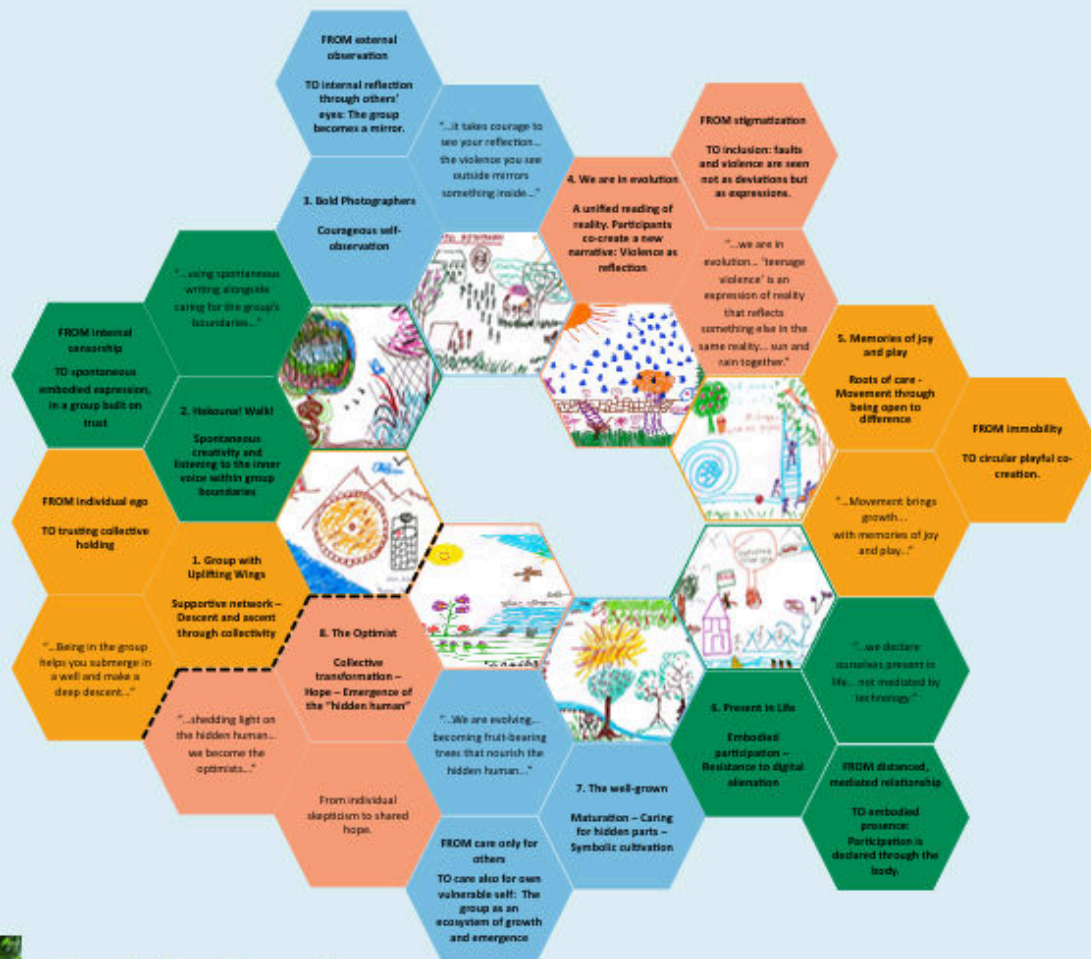 FROM external
observation
TO internal reflection
through others'
eyes: The group
becomes a mirror.
"...it takes courage to
see your reflection...
the violence you see
outside mirrors
something inside..."
3. Bold Photographers
Courageous self-
observation
FROM stigmatization
TO inclusion: faults
and violence are seen
not as deviations but
as expressions.
4. We are in evolution
A unified reading of
reality. Participants
co-create a new
narrative: Violence as
reflection
"...we are in
evolution... 'teenage
violence' is an
expression of reality
that reflects
something else in the
same reality... sun and
rain together."
"...using spontaneous
writing alongside
caring for the group's
boundaries..."
FROM internal
censorship
TO spontaneous
embodied expression,
in a group built on
trust
2. Hakouna! Walk!
Spontaneous
creativity and
listening to the inner
voice within group
boundaries
5. Memories of joy
and play
Roots of care -
Movement through
being open to
difference
FROM immobility
TO circular playful co-
creation.
"...Movement brings
growth...
with memories of joy
and play..."
FROM individual ego
TO trusting collective
holding
1. Group with
Uplifting Wings
Supportive network –
Descent and ascent
through collectivity
"...Being in the group
helps you submerge in
a well and make a
deep descent..."
8. The Optimist
Collective
transformation –
Hope – Emergence of
the "hidden human"
"...shedding light on
the hidden human...
we become the
optimists..."
From individual
skepticism to shared
hope.
"...We are evolving...
becoming fruit-bearing
trees that nourish the
hidden human..."
7. The well-grown
Maturation – Caring
for hidden parts –
Symbolic cultivation
FROM care only for
others
TO care also for own
vulnerable self: The
group as an
ecosystem of growth
and emergence
"...we declare
ourselves present in
life... not mediated by
technology."
6. Present in Life
Embodied
participation –
Resistance to digital
alienation
FROM distanced,
mediated relationship
TO embodied
presence:
Participation is
declared through the
body.